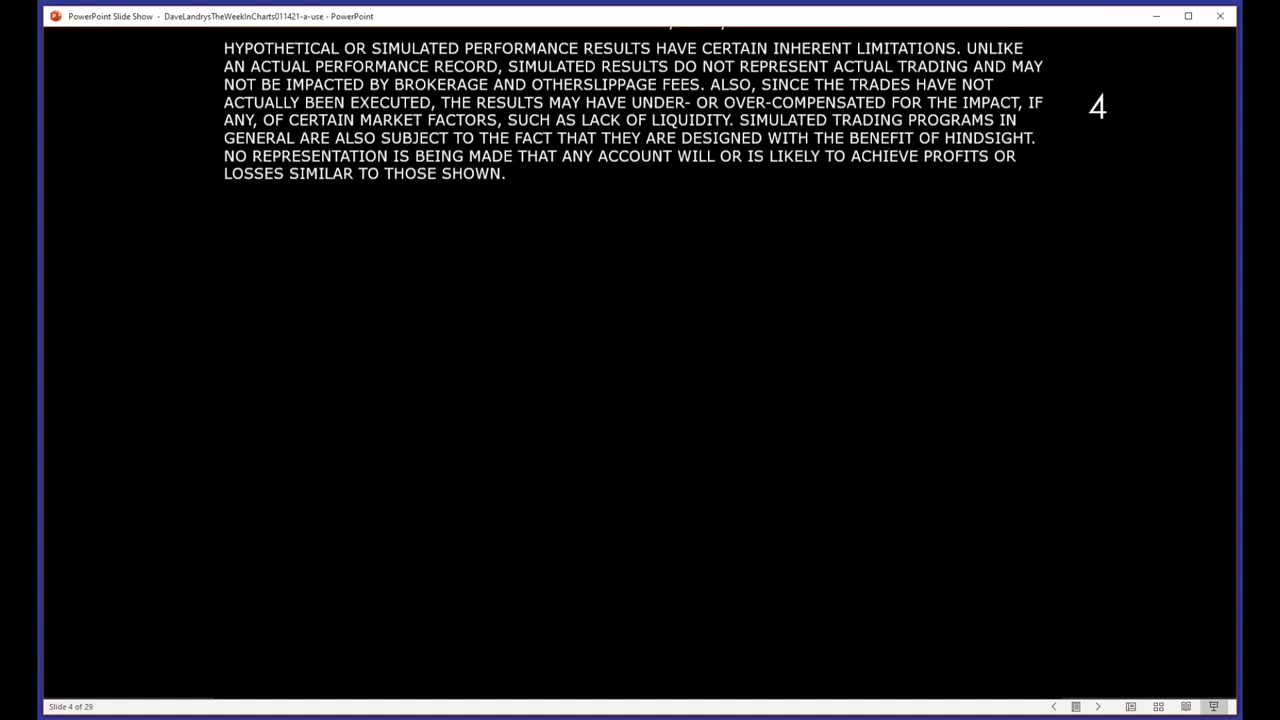 PowerPoint Slide Show - DaveLandrysTheWeekInCharts011421-a-use - PowerPoint
HYPOTHETICAL OR SIMULATED PERFORMANCE RESULTS HAVE CERTAIN INHERENT LIMITATIONS. UNLIKE
AN ACTUAL PERFORMANCE RECORD, SIMULATED RESULTS DO NOT REPRESENT ACTUAL TRADING AND MAY
NOT BE IMPACTED BY BROKERAGE AND OTHERSLIPPAGE FEES. ALSO, SINCE THE TRADES HAVE NOT
ACTUALLY BEEN EXECUTED, THE RESULTS MAY HAVE UNDER- OR OVER-COMPENSATED FOR THE IMPACT, IF
ANY, OF CERTAIN MARKET FACTORS, SUCH AS LACK OF LIQUIDITY. SIMULATED TRADING PROGRAMS IN
GENERAL ARE ALSO SUBJECT TO THE FACT THAT THEY ARE DESIGNED WITH THE BENEFIT OF HINDSIGHT.
NO REPRESENTATION IS BEING MADE THAT ANY ACCOUNT WILL OR IS LIKELY TO ACHIEVE PROFITS OR
LOSSES SIMILAR TO THOSE SHOWN.
4
Slide 4 of 29